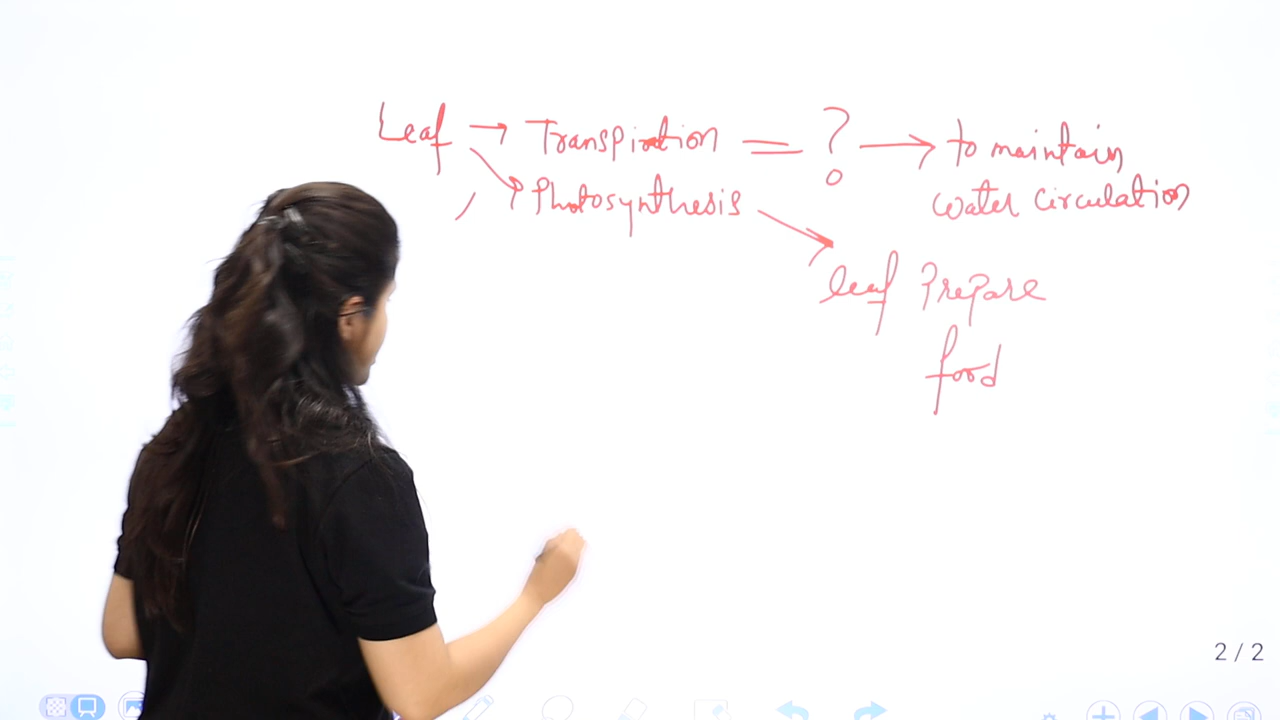 Leaf → Transpiration = ? → to maintain
water circulation
→ Photosynthesis
leaf Prepare
food
2 / 2